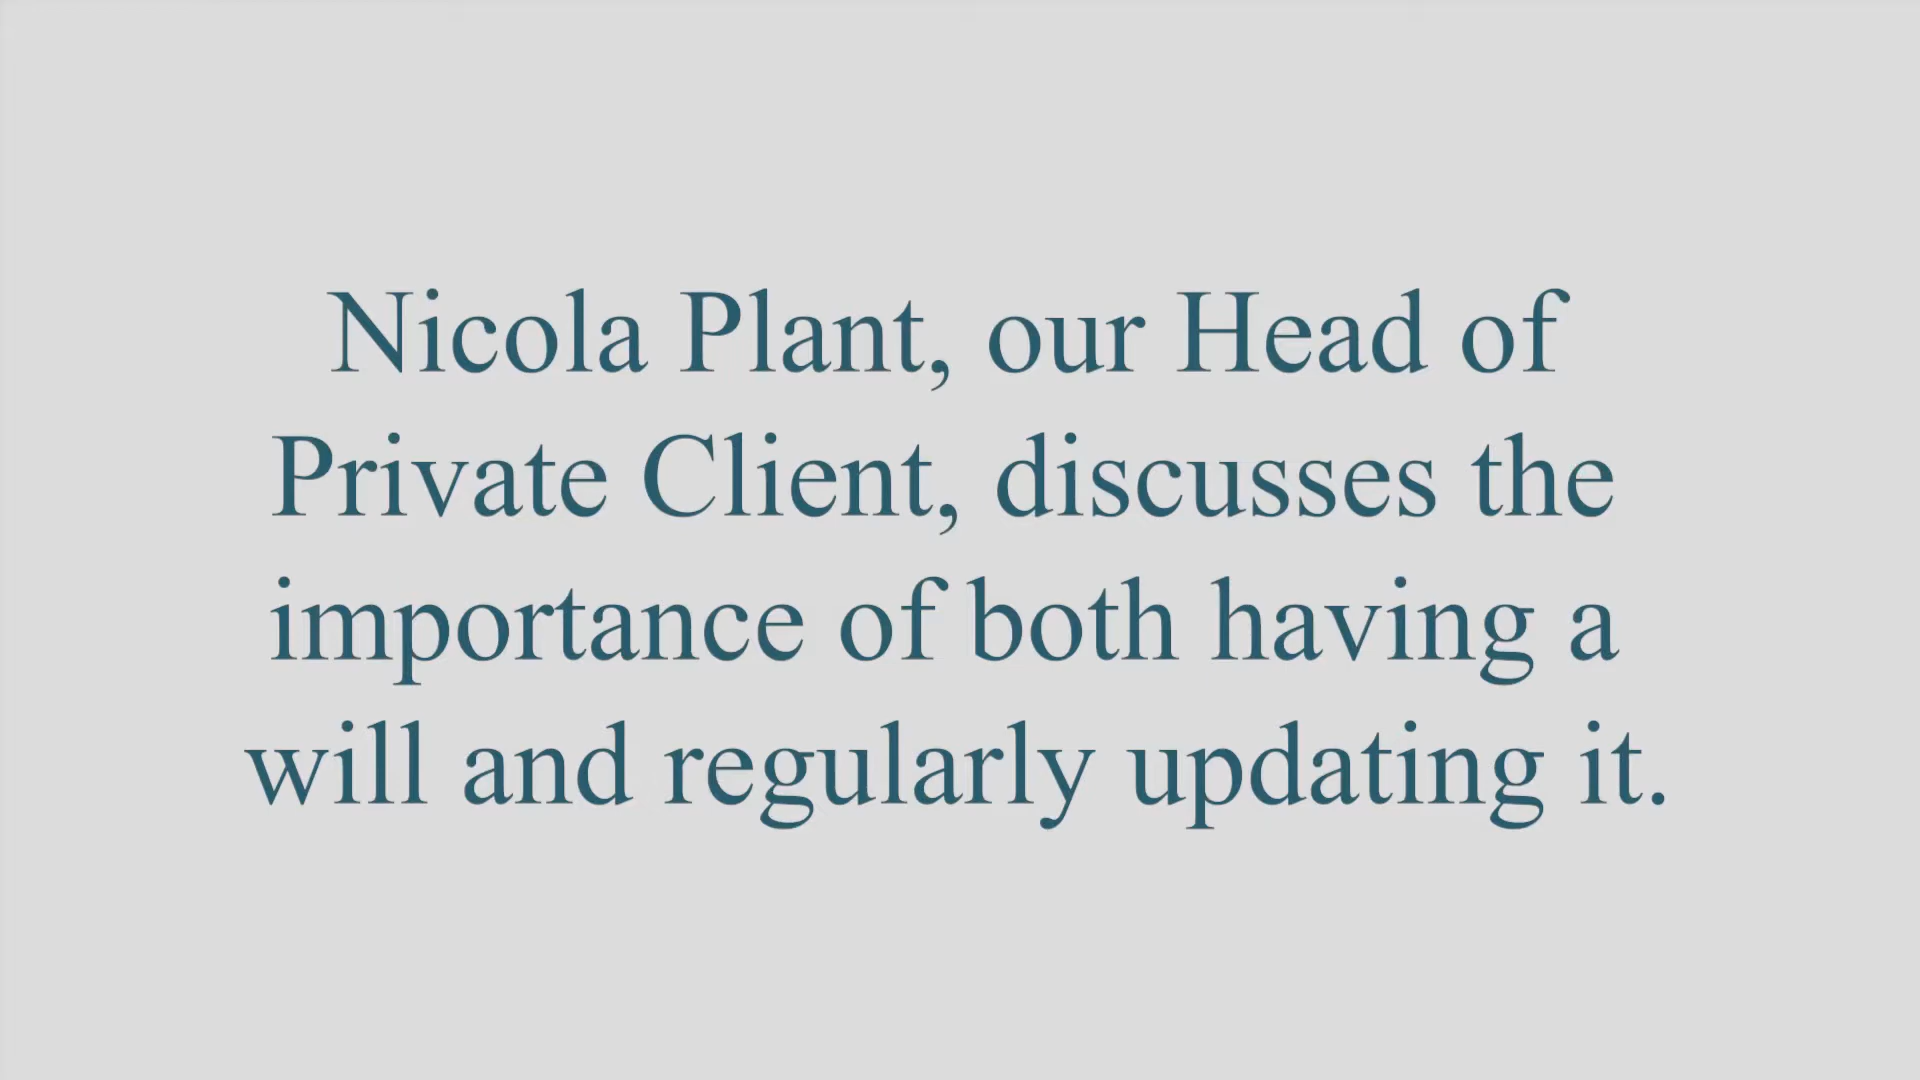 Nicola Plant, our Head of
Private Client, discusses the
importance of both having a
will and regularly updating it.